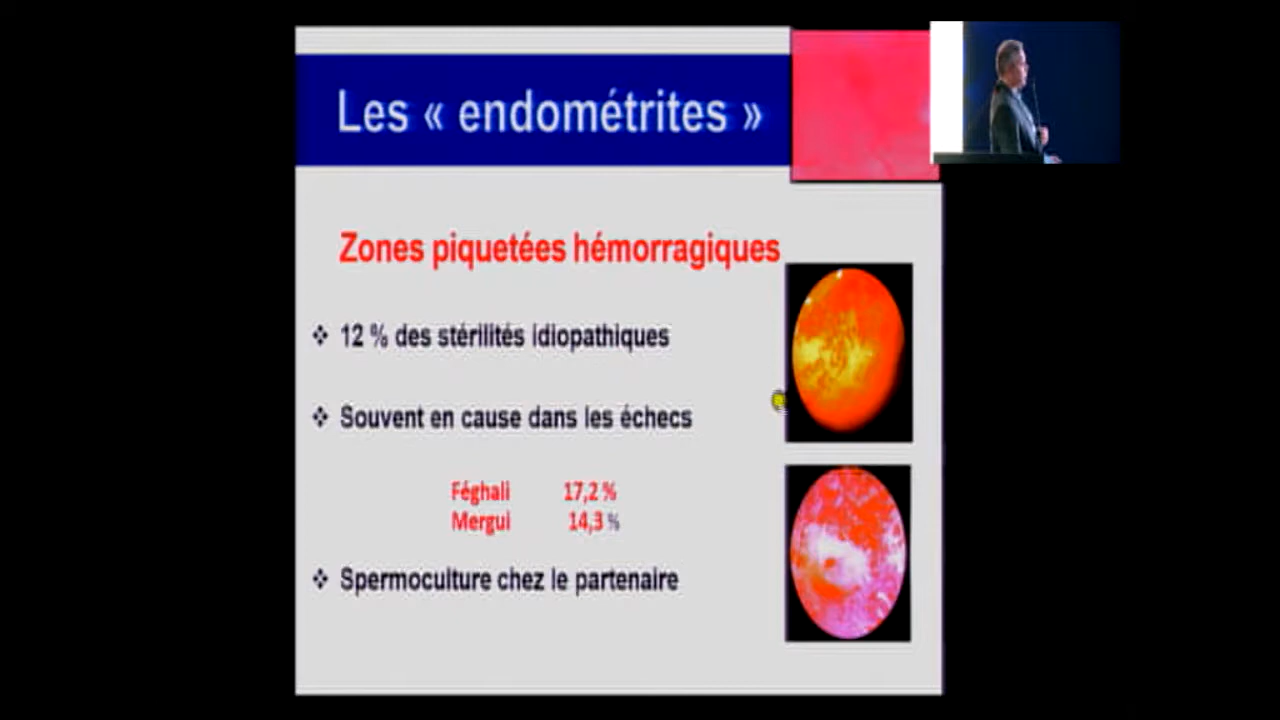 Les « endométrites »
Zones piquetées hémorragiques
❖ 12 % des stérilités idiopathiques
❖ Souvent en cause dans les échecs
Féghali 17,2 %
Mergui 14,3 %
❖ Spermoculture chez le partenaire